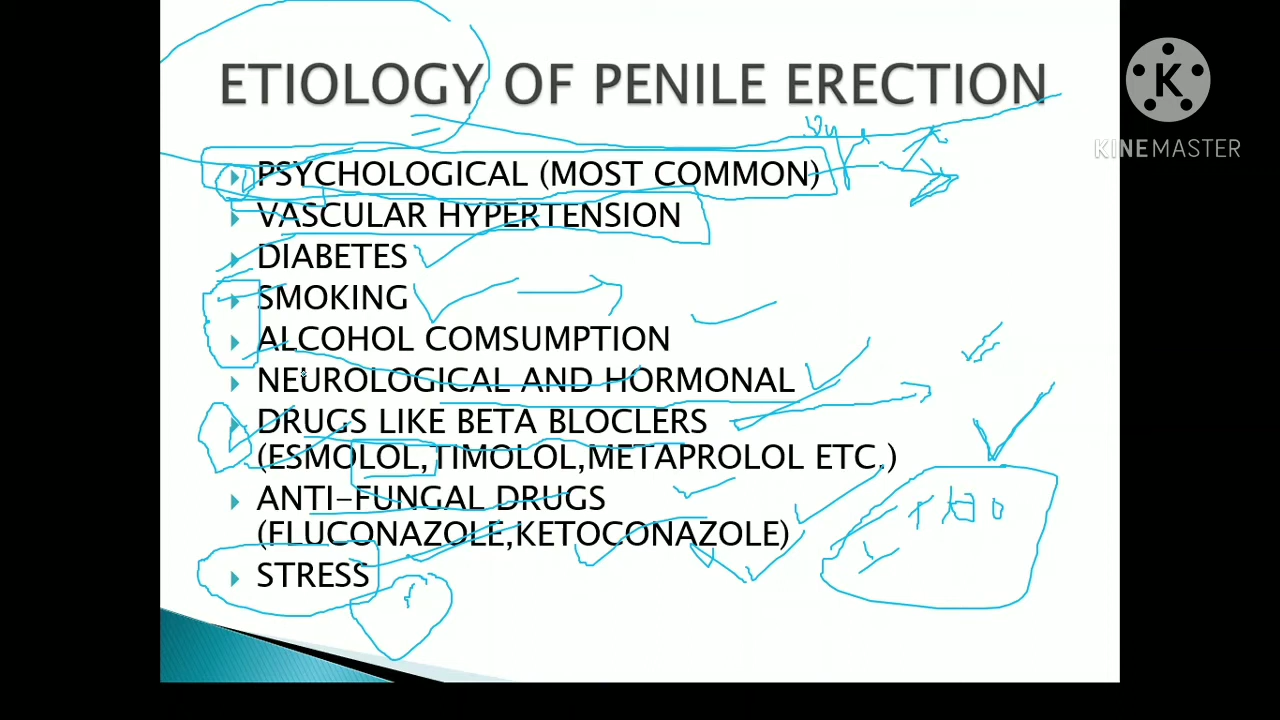 ETIOLOGY OF PENILE ERECTION
PSYCHOLOGICAL (MOST COMMON)
VASCULAR HYPERTENSION
DIABETES
SMOKING
ALCOHOL COMSUMPTION
NEUROLOGICAL AND HORMONAL
DRUGS LIKE BETA BLOCLERS
(ESMOLOL,TIMOLOL,METAPROLOL ETC.)
ANTI-FUNGAL DRUGS
(FLUCONAZOLE,KETOCONAZOLE)
STRESS
K
KINEMASTER